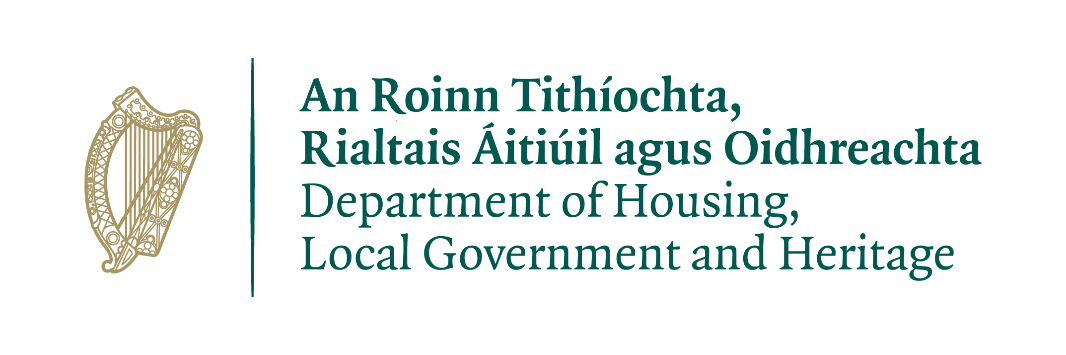 An Roinn Tithíochta,
Rialtais Áitiúil agus Oidhreachta
Department of Housing,
Local Government and Heritage